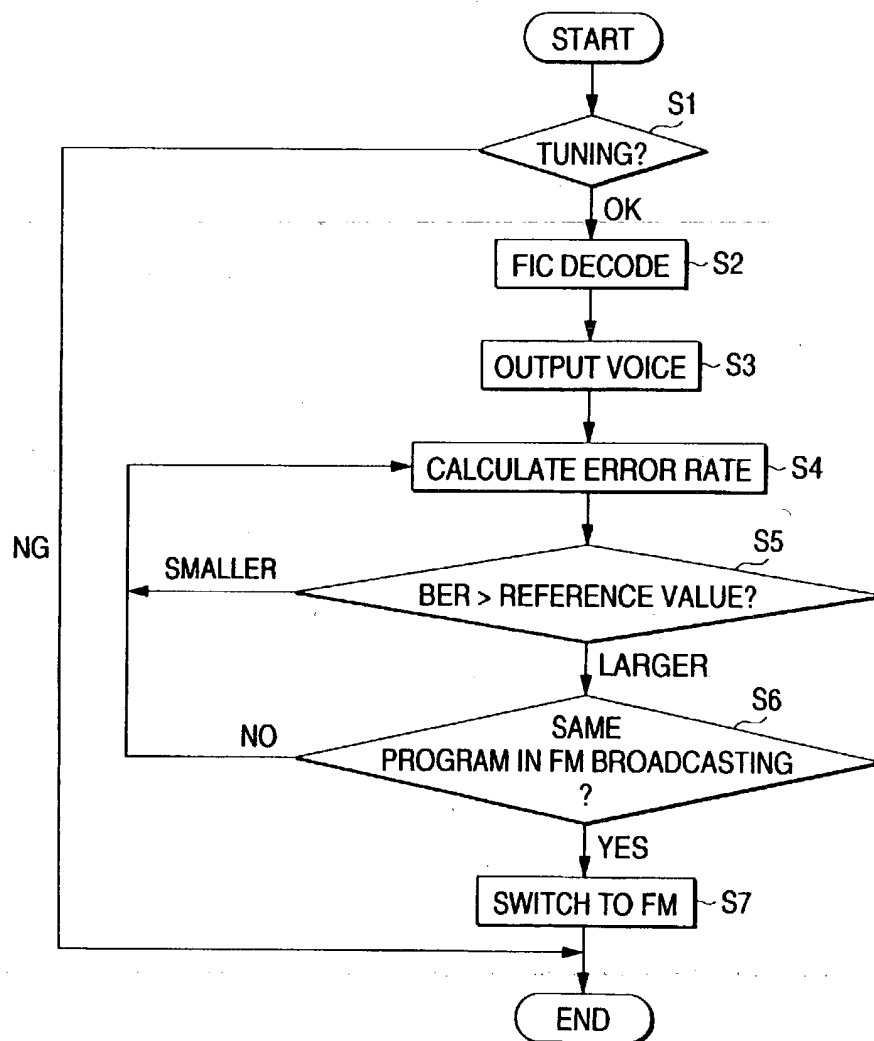 START
S1
TUNING?
OK
FIC DECODE
S2
OUTPUT VOICE
S3
CALCULATE ERROR RATE
S4
NG
S5
SMALLER
BER > REFERENCE VALUE?
LARGER
S6
NO
SAME
PROGRAM IN FM BROADCASTING
?
YES
SWITCH TO FM
S7
END